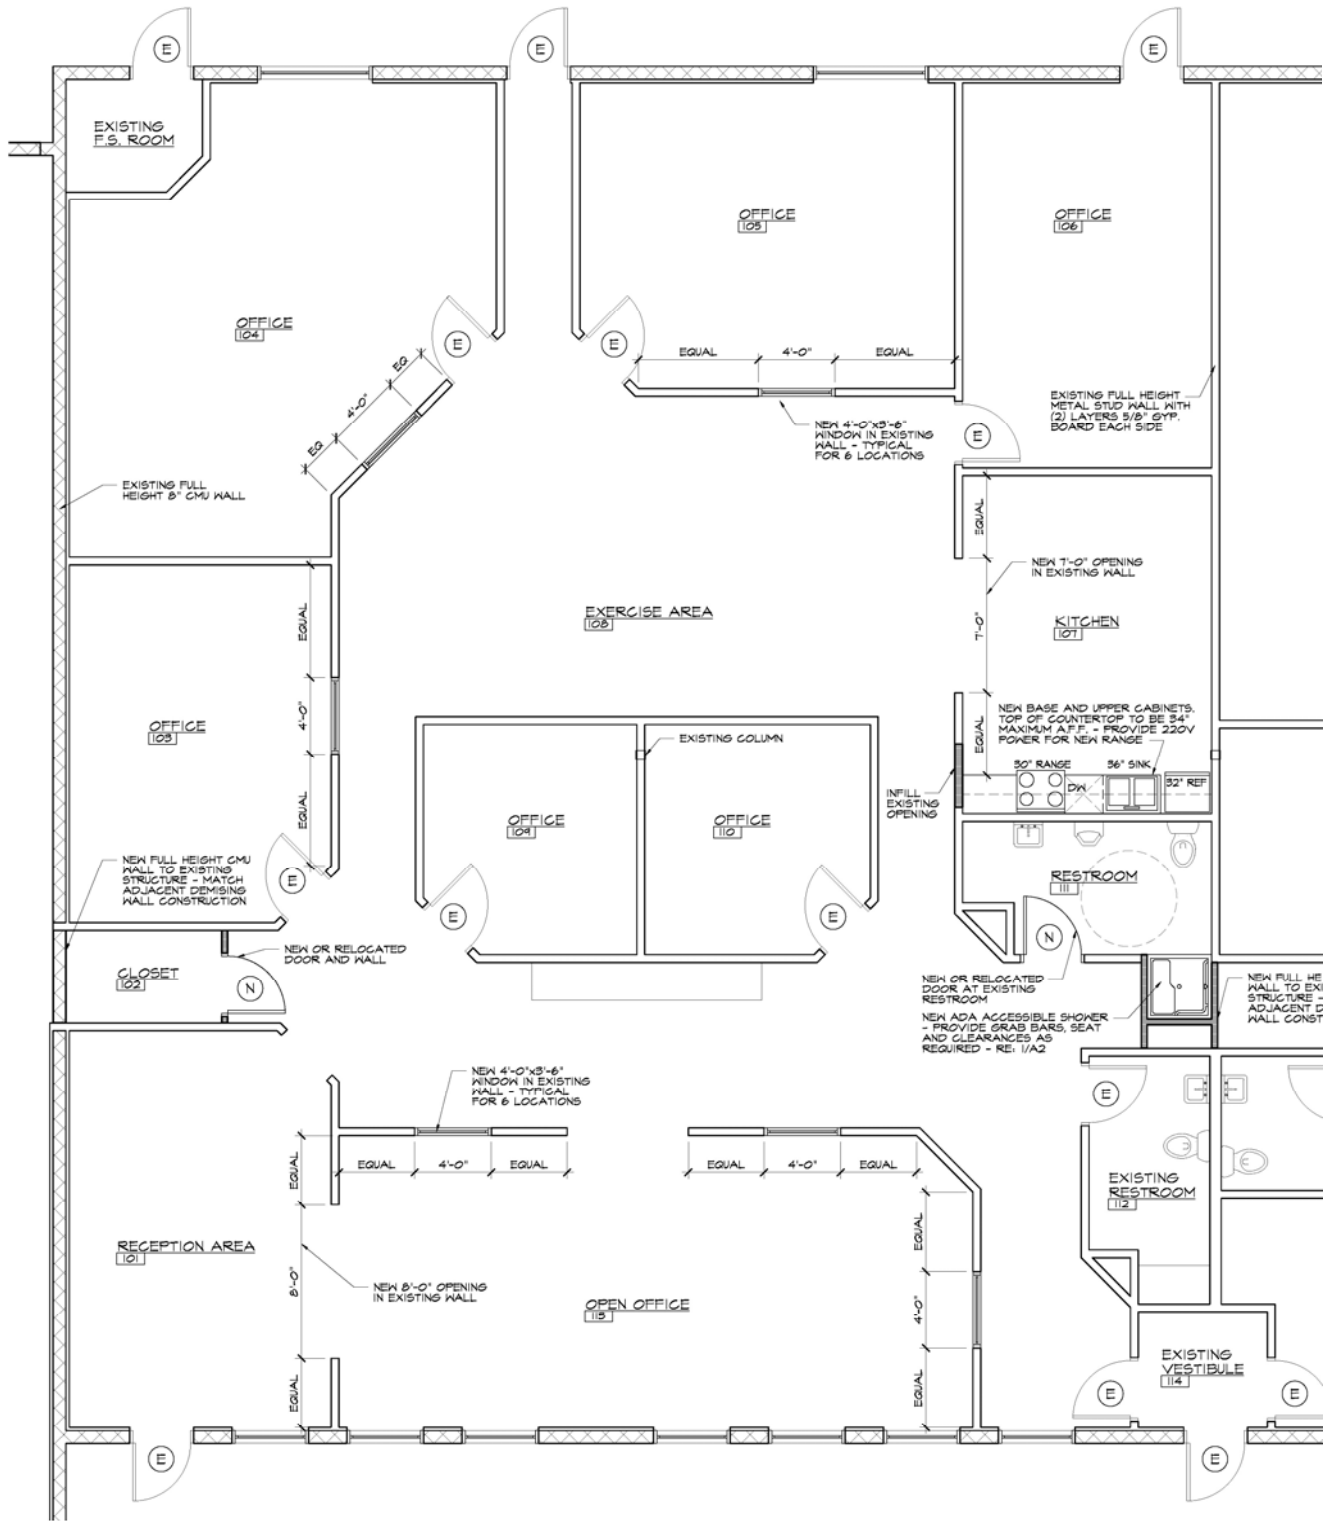 E
E
E
EXISTING
F.S. ROOM
OFFICE
105
OFFICE
106
OFFICE
104
E
E
EQUAL
4'-0"
EQUAL
EQ
4'-0"
EQ
EXISTING FULL HEIGHT
METAL STUD WALL WITH
(2) LAYERS 5/8" GYP.
BOARD EACH SIDE
NEW 4'-0"x3'-6"
WINDOW IN EXISTING
WALL - TYPICAL
FOR 6 LOCATIONS
E
EXISTING FULL
HEIGHT 8" CMU WALL
EQUAL
NEW 7'-0" OPENING
IN EXISTING WALL
EXERCISE AREA
108
7'-0"
KITCHEN
107
EQUAL
4'-0"
EQUAL
OFFICE
103
EXISTING COLUMN
EQUAL
NEW BASE AND UPPER CABINETS.
TOP OF COUNTERTOP TO BE 34"
MAXIMUM A.F.F. - PROVIDE 220V
POWER FOR NEW RANGE
30" RANGE
36" SINK
DW
32" REF
INFILL
EXISTING
OPENING
OFFICE
109
OFFICE
110
NEW FULL HEIGHT CMU
WALL TO EXISTING
STRUCTURE - MATCH
ADJACENT DEMISING
WALL CONSTRUCTION
E
RESTROOM
111
E
E
N
NEW OR RELOCATED
DOOR AND WALL
CLOSET
102
N
NEW OR RELOCATED
DOOR AT EXISTING
RESTROOM
NEW ADA ACCESSIBLE SHOWER
- PROVIDE GRAB BARS, SEAT
AND CLEARANCES AS
REQUIRED - RE: 1/A2
NEW FULL HE
WALL TO EXI
STRUCTURE -
ADJACENT D
WALL CONST
NEW 4'-0"x3'-6"
WINDOW IN EXISTING
WALL - TYPICAL
FOR 6 LOCATIONS
E
EQUAL
EQUAL
4'-0"
EQUAL
EQUAL
4'-0"
EQUAL
EXISTING
RESTROOM
112
RECEPTION AREA
101
8'-0"
NEW 8'-0" OPENING
IN EXISTING WALL
OPEN OFFICE
113
EQUAL
4'-0"
EQUAL
EQUAL
EXISTING
VESTIBULE
114
E
E
E
E